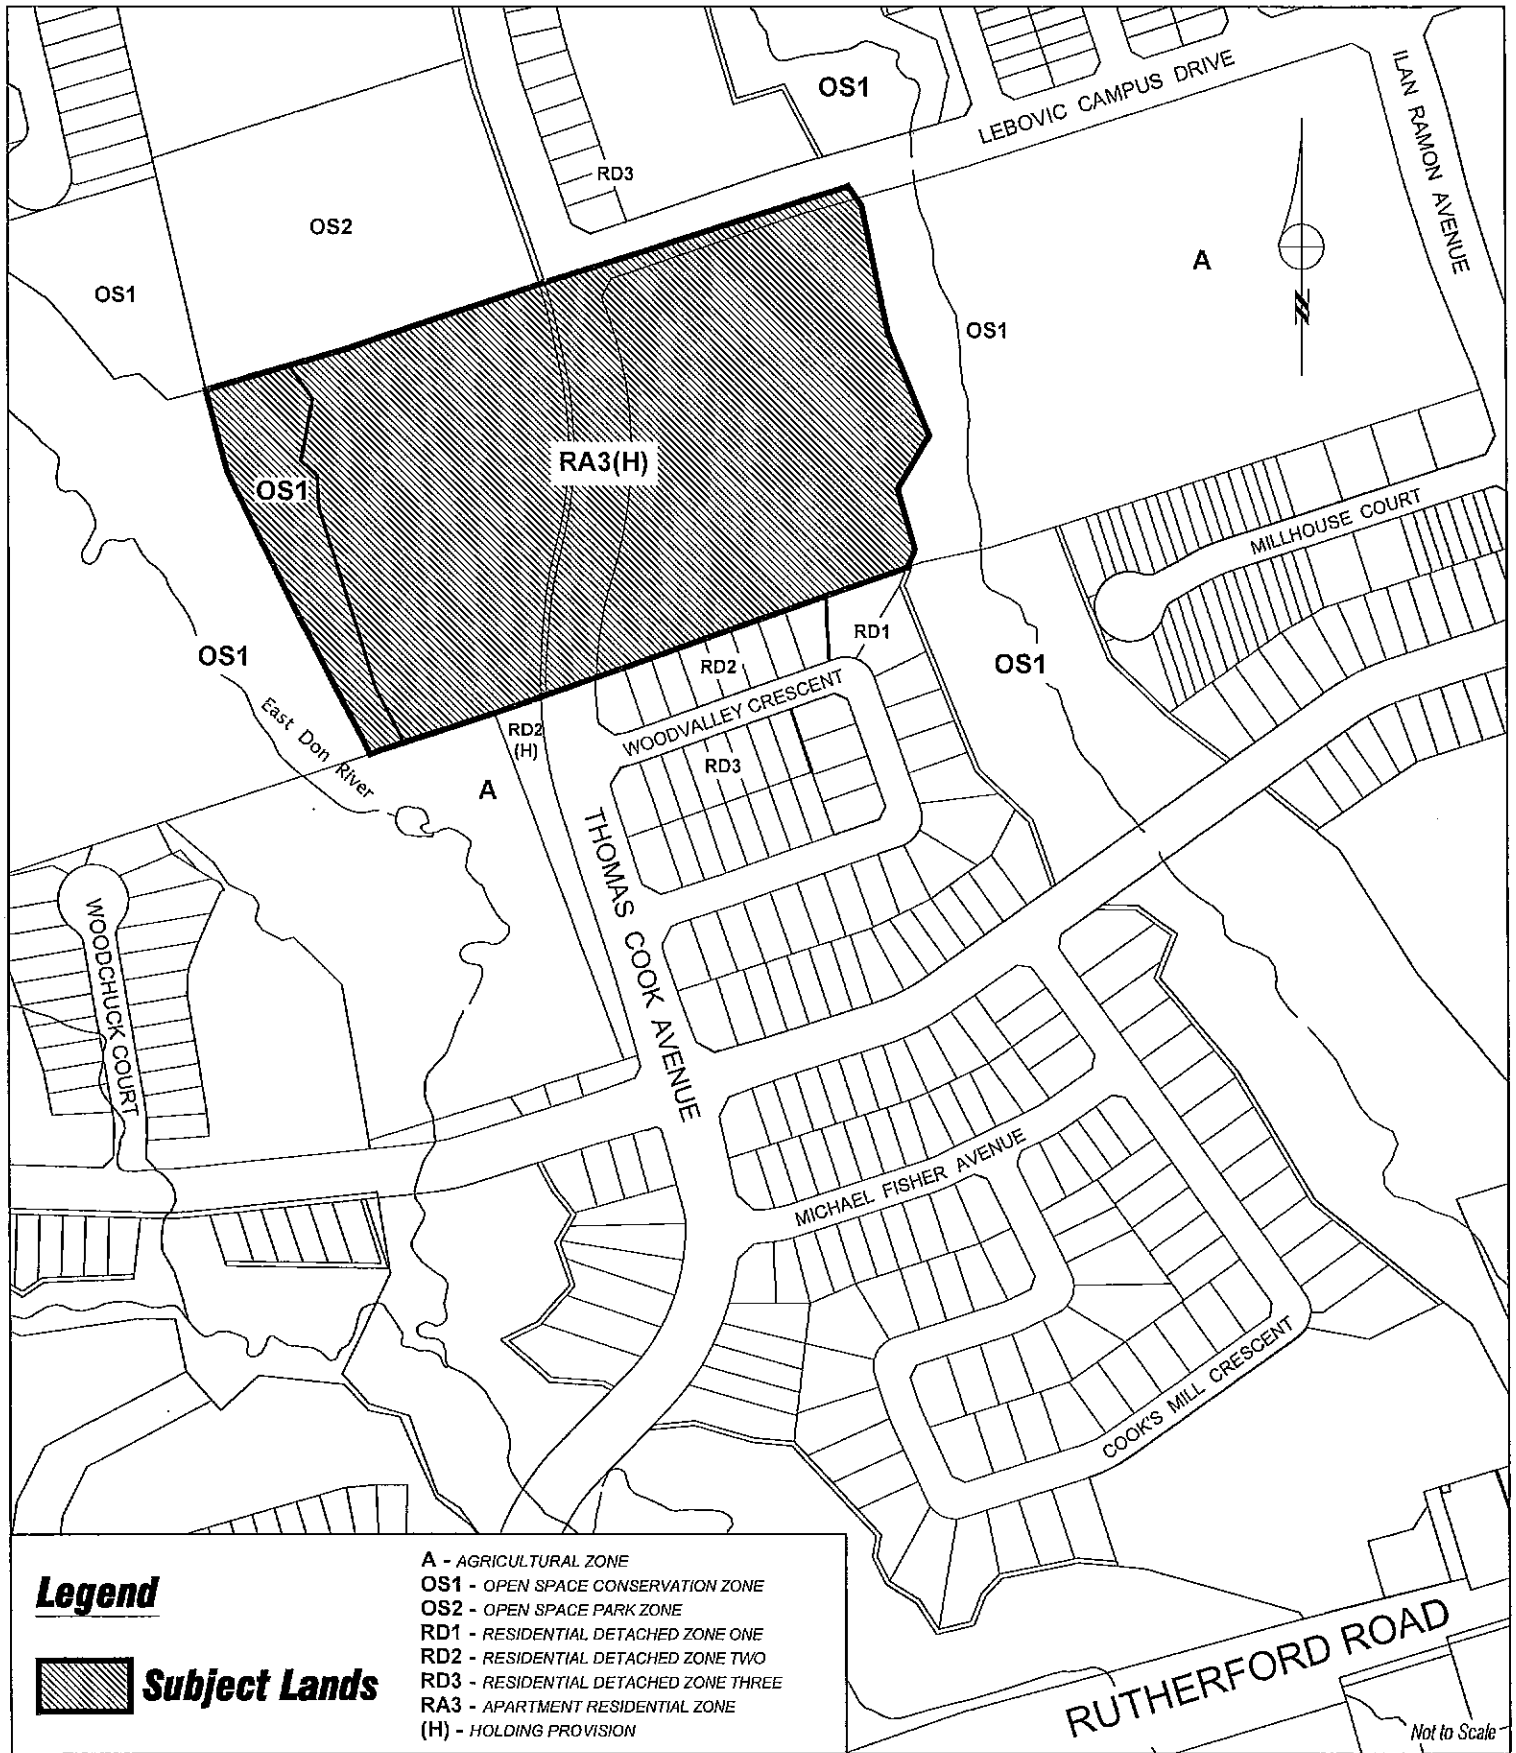 OS1
LEBOVIC CAMPUS DRIVE
ILAN RAMON AVENUE
RD3
OS2
OS1
A
N
OS1
RA3(H)
OS1
MILLHOUSE COURT
OS1
East Don River
RD1
RD2
OS1
WOODVALLEY CRESCENT
RD2
(H)
RD3
A
THOMAS COOK AVENUE
WOODCHUCK COURT
MICHAEL FISHER AVENUE
COOK'S MILL CRESCENT
RUTHERFORD ROAD
Not to Scale
Legend
Subject Lands
A - AGRICULTURAL ZONE
OS1 - OPEN SPACE CONSERVATION ZONE
OS2 - OPEN SPACE PARK ZONE
RD1 - RESIDENTIAL DETACHED ZONE ONE
RD2 - RESIDENTIAL DETACHED ZONE TWO
RD3 - RESIDENTIAL DETACHED ZONE THREE
RA3 - APARTMENT RESIDENTIAL ZONE
(H) - HOLDING PROVISION